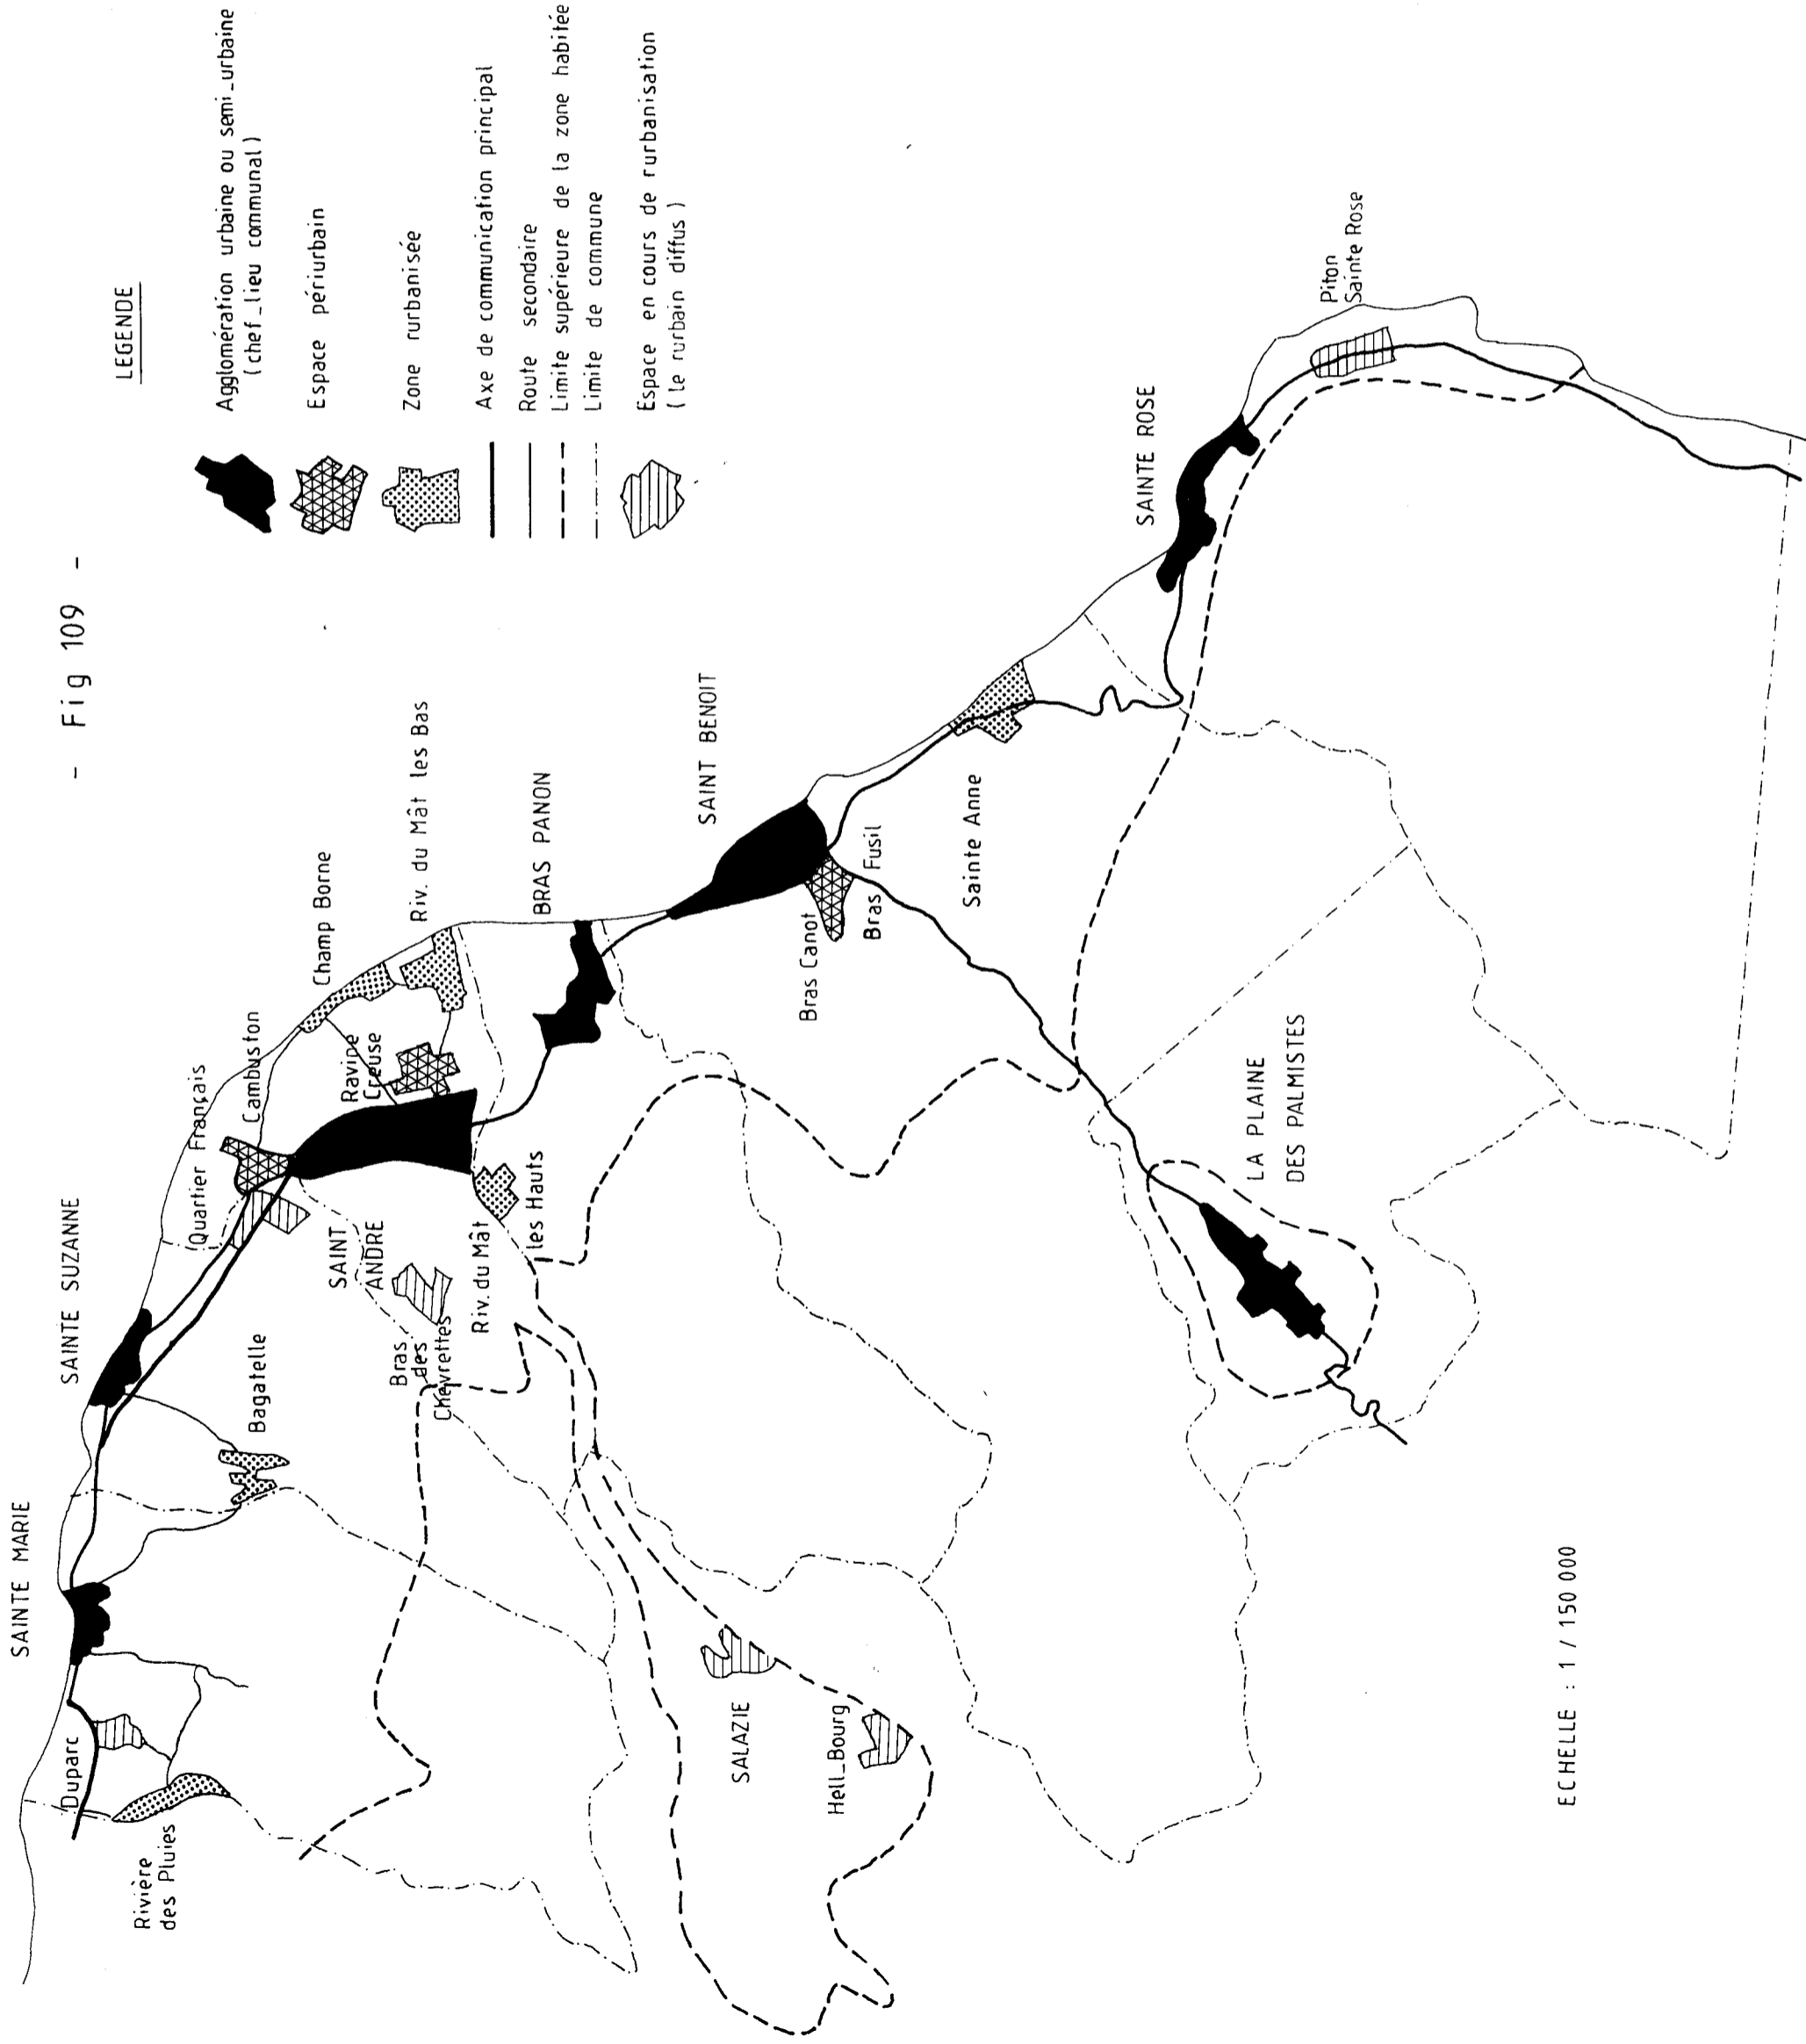 - Fig 109 -
LEGENDE
Agglomération urbaine ou semi_urbaine
( chef_lieu communal )
Espace périurbain
Zone rurbanisée
Axe de communication principal
Route secondaire
Limite supérieure de la zone habitée
Limite de commune
Espace en cours de rurbanisation
( le rurbain diffus )
SAINTE MARIE
SAINTE SUZANNE
Duparc
Rivière
des Pluies
Bagatelle
Quartier Français
Cambuston
Champ Borne
Ravine
Creuse
Riv. du Mât les Bas
SAINT
ANDRE
Bras
des
Chevrettes
Riv. du Mât
les Hauts
BRAS PANON
SAINT BENOIT
Bras Canot
Bras Fusil
Sainte Anne
SAINTE ROSE
Piton
Sainte Rose
SALAZIE
Hell_Bourg
LA PLAINE
DES PALMISTES
ECHELLE : 1 / 150 000